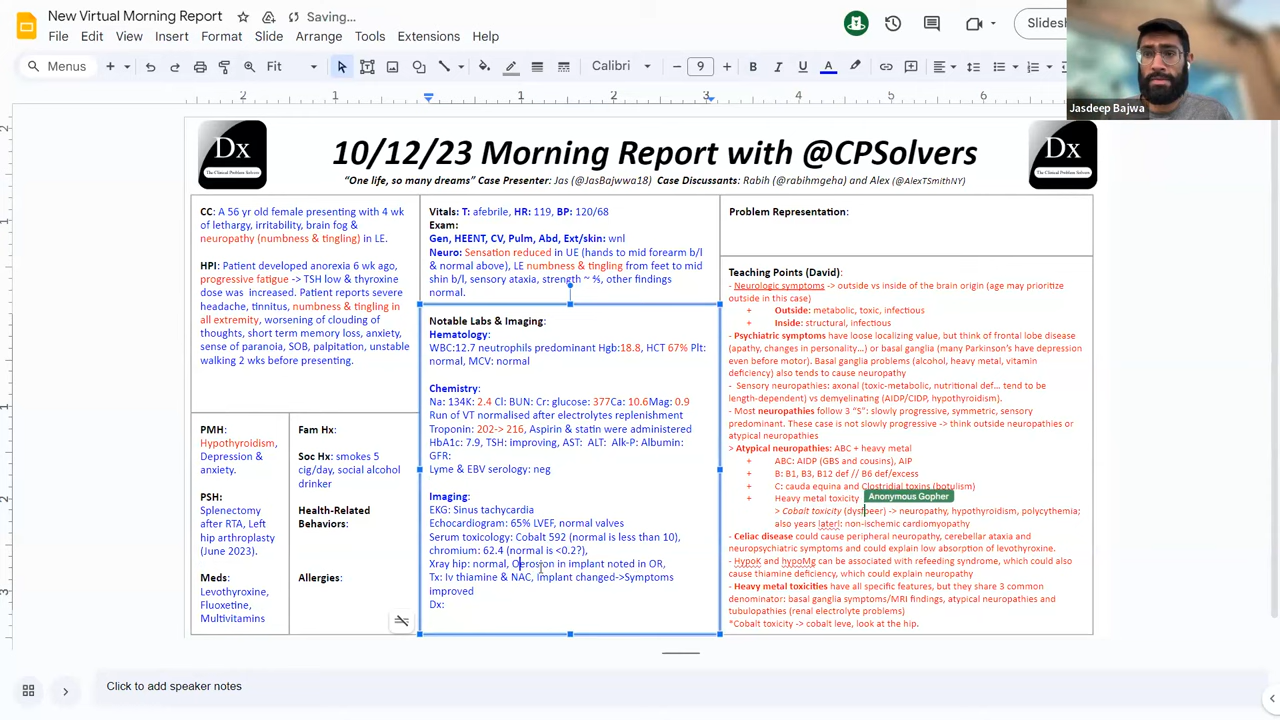 New Virtual Morning Report
Saving...
File Edit View Insert Format Slide Arrange Tools Extensions Help
Slidesh
Menus
Fit
Calibri
9
B I U A
2 1 1 2 3 4 5 6
Jasdeep Bajwa
Dx
The Clinical Problem Solvers
10/12/23 Morning Report with @CPSolvers
"One life, so many dreams" Case Presenter: Jas (@JasBajwwa18) Case Discussants: Rabih (@rabihmgeha) and Alex (@AlexTSmithNY)
Dx
The Clinical Problem Solvers
CC: A 56 yr old female presenting with 4 wk
of lethargy, irritability, brain fog &
neuropathy (numbness & tingling) in LE.
HPI: Patient developed anorexia 6 wk ago,
progressive fatigue -> TSH low & thyroxine
dose was increased. Patient reports severe
headache, tinnitus, numbness & tingling in
all extremity, worsening of clouding of
thoughts, short term memory loss, anxiety,
sense of paranoia, SOB, palpitation, unstable
walking 2 wks before presenting.
PMH:
Hypothyroidism,
Depression &
anxiety.
PSH:
Splenectomy
after RTA, Left
hip arthroplasty
(June 2023).
Meds:
Levothyroxine,
Fluoxetine,
Multivitamins
Fam Hx:
Soc Hx: smokes 5
cig/day, social alcohol
drinker
Health-Related
Behaviors:
Allergies:
Vitals: T: afebrile, HR: 119, BP: 120/68
Exam:
Gen, HEENT, CV, Pulm, Abd, Ext/skin: wnl
Neuro: Sensation reduced in UE (hands to mid forearm b/l
& normal above), LE numbness & tingling from feet to mid
shin b/l, sensory ataxia, strength ~ ⅘, other findings
normal.
Notable Labs & Imaging:
Hematology:
WBC:12.7 neutrophils predominant Hgb:18.8, HCT 67% Plt:
normal, MCV: normal
Chemistry:
Na: 134K: 2.4 Cl: BUN: Cr: glucose: 377Ca: 10.6Mag: 0.9
Run of VT normalised after electrolytes replenishment
Troponin: 202-> 216, Aspirin & statin were administered
HbA1c: 7.9, TSH: improving, AST: ALT: Alk-P: Albumin:
GFR:
Lyme & EBV serology: neg
Imaging:
EKG: Sinus tachycardia
Echocardiogram: 65% LVEF, normal valves
Serum toxicology: Cobalt 592 (normal is less than 10),
chromium: 62.4 (normal is <0.2?),
Xray hip: normal, Oerosion in implant noted in OR,
Tx: Iv thiamine & NAC, implant changed->Symptoms
improved
Dx:
Problem Representation:
Teaching Points (David):
- Neurologic symptoms -> outside vs inside of the brain origin (age may prioritize
outside in this case)
+ Outside: metabolic, toxic, infectious
+ Inside: structural, infectious
- Psychiatric symptoms have loose localizing value, but think of frontal lobe disease
(apathy, changes in personality...) or basal ganglia (many Parkinson's have depression
even before motor). Basal ganglia problems (alcohol, heavy metal, vitamin
deficiency) also tends to cause neuropathy
- Sensory neuropathies: axonal (toxic-metabolic, nutritional def... tend to be
length-dependent) vs demyelinating (AIDP/CIDP, hypothyroidism).
- Most neuropathies follow 3 "S": slowly progressive, symmetric, sensory
predominant. These case is not slowly progressive -> think outside neuropathies or
atypical neuropathies
> Atypical neuropathies: ABC + heavy metal
+ ABC: AIDP (GBS and cousins), AIP
+ B: B1, B3, B12 def // B6 def/excess
+ C: cauda equina and Clostridial toxins (botulism)
+ Heavy metal toxicity
Anonymous Gopher
> Cobalt toxicity (dysfbeer) -> neuropathy, hypothyroidism, polycythemia;
also years laterl: non-ischemic cardiomyopathy
- Celiac disease could cause peripheral neuropathy, cerebellar ataxia and
neuropsychiatric symptoms and could explain low absorption of levothyroxine.
- HypoK and hypoMg can be associated with refeeding syndrome, which could also
cause thiamine deficiency, which could explain neuropathy
- Heavy metal toxicities have all specific features, but they share 3 common
denominator: basal ganglia symptoms/MRI findings, atypical neuropathies and
tubulopathies (renal electrolyte problems)
*Cobalt toxicity -> cobalt leve, look at the hip.
Click to add speaker notes